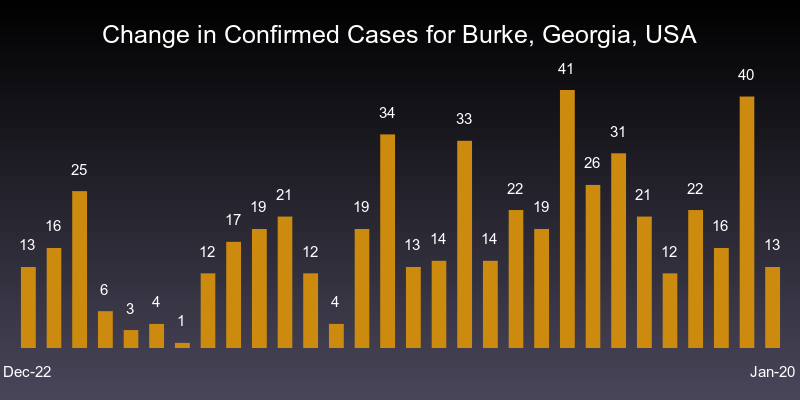 Change in Confirmed Cases for Burke, Georgia, USA
13 16 25 6 3 4 1 12 17 19 21 12 4 19 34 13 14 33 14 22 19 41 26 31 21 12 22 16 40 13
Dec-22 Jan-20